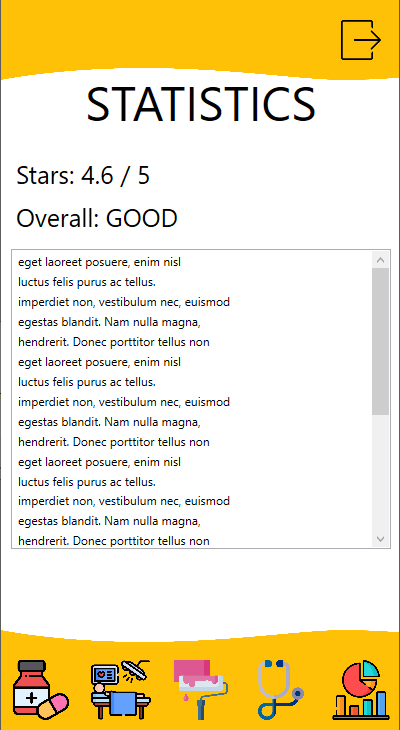 STATISTICS
Stars: 4.6 / 5
Overall: GOOD
eget laoreet posuere, enim nisl
luctus felis purus ac tellus.
imperdiet non, vestibulum nec, euismod
egestas blandit. Nam nulla magna,
hendrerit. Donec porttitor tellus non
eget laoreet posuere, enim nisl
luctus felis purus ac tellus.
imperdiet non, vestibulum nec, euismod
egestas blandit. Nam nulla magna,
hendrerit. Donec porttitor tellus non
eget laoreet posuere, enim nisl
luctus felis purus ac tellus.
imperdiet non, vestibulum nec, euismod
egestas blandit. Nam nulla magna,
hendrerit. Donec porttitor tellus non